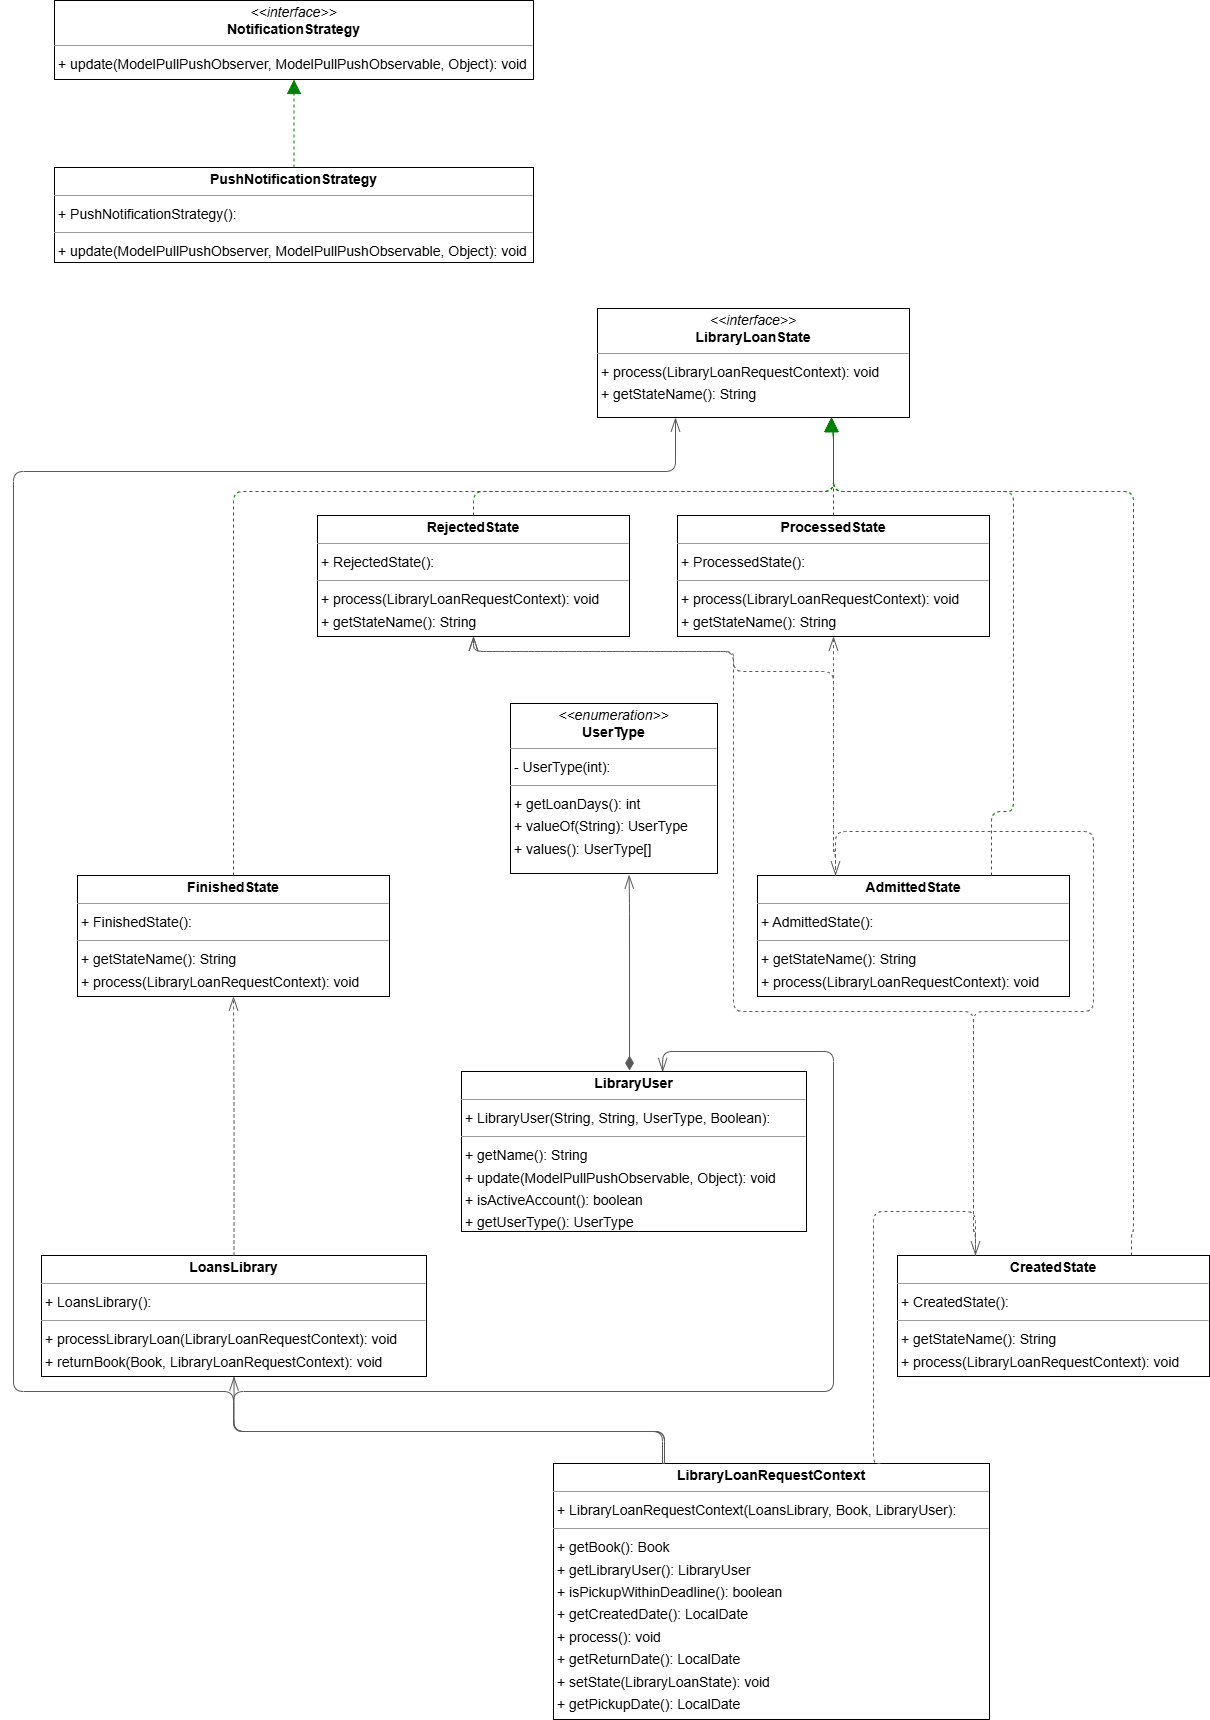 <<interface>>
NotificationStrategy
+ update(ModelPullPushObserver, ModelPullPushObservable, Object): void
PushNotificationStrategy
+ PushNotificationStrategy():
+ update(ModelPullPushObserver, ModelPullPushObservable, Object): void
<<interface>>
LibraryLoanState
+ process(LibraryLoanRequestContext): void
+ getStateName(): String
RejectedState
+ RejectedState():
+ process(LibraryLoanRequestContext): void
+ getStateName(): String
ProcessedState
+ ProcessedState():
+ process(LibraryLoanRequestContext): void
+ getStateName(): String
<<enumeration>>
UserType
- UserType(int):
+ getLoanDays(): int
+ valueOf(String): UserType
+ values(): UserType[]
FinishedState
+ FinishedState():
+ getStateName(): String
+ process(LibraryLoanRequestContext): void
AdmittedState
+ AdmittedState():
+ getStateName(): String
+ process(LibraryLoanRequestContext): void
LibraryUser
+ LibraryUser(String, String, UserType, Boolean):
+ getName(): String
+ update(ModelPullPushObservable, Object): void
+ isActiveAccount(): boolean
+ getUserType(): UserType
LoansLibrary
+ LoansLibrary():
+ processLibraryLoan(LibraryLoanRequestContext): void
+ returnBook(Book, LibraryLoanRequestContext): void
CreatedState
+ CreatedState():
+ getStateName(): String
+ process(LibraryLoanRequestContext): void
LibraryLoanRequestContext
+ LibraryLoanRequestContext(LoansLibrary, Book, LibraryUser):
+ getBook(): Book
+ getLibraryUser(): LibraryUser
+ isPickupWithinDeadline(): boolean
+ getCreatedDate(): LocalDate
+ process(): void
+ getReturnDate(): LocalDate
+ setState(LibraryLoanState): void
+ getPickupDate(): LocalDate